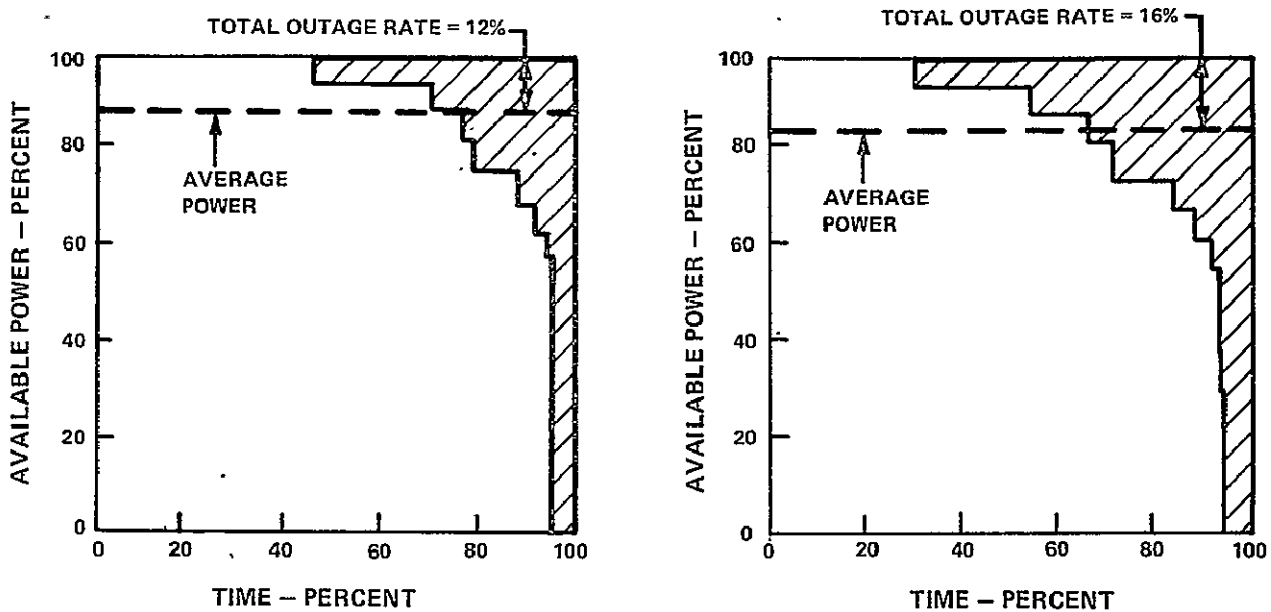 TOTAL OUTAGE RATE = 12%
100
80
60
40
20
0
AVAILABLE POWER – PERCENT
AVERAGE
POWER
0 20 40 60 80 100
TIME – PERCENT
TOTAL OUTAGE RATE = 16%
100
80
60
40
20
0
AVAILABLE POWER – PERCENT
AVERAGE
POWER
0 20 40 60 80 100
TIME – PERCENT